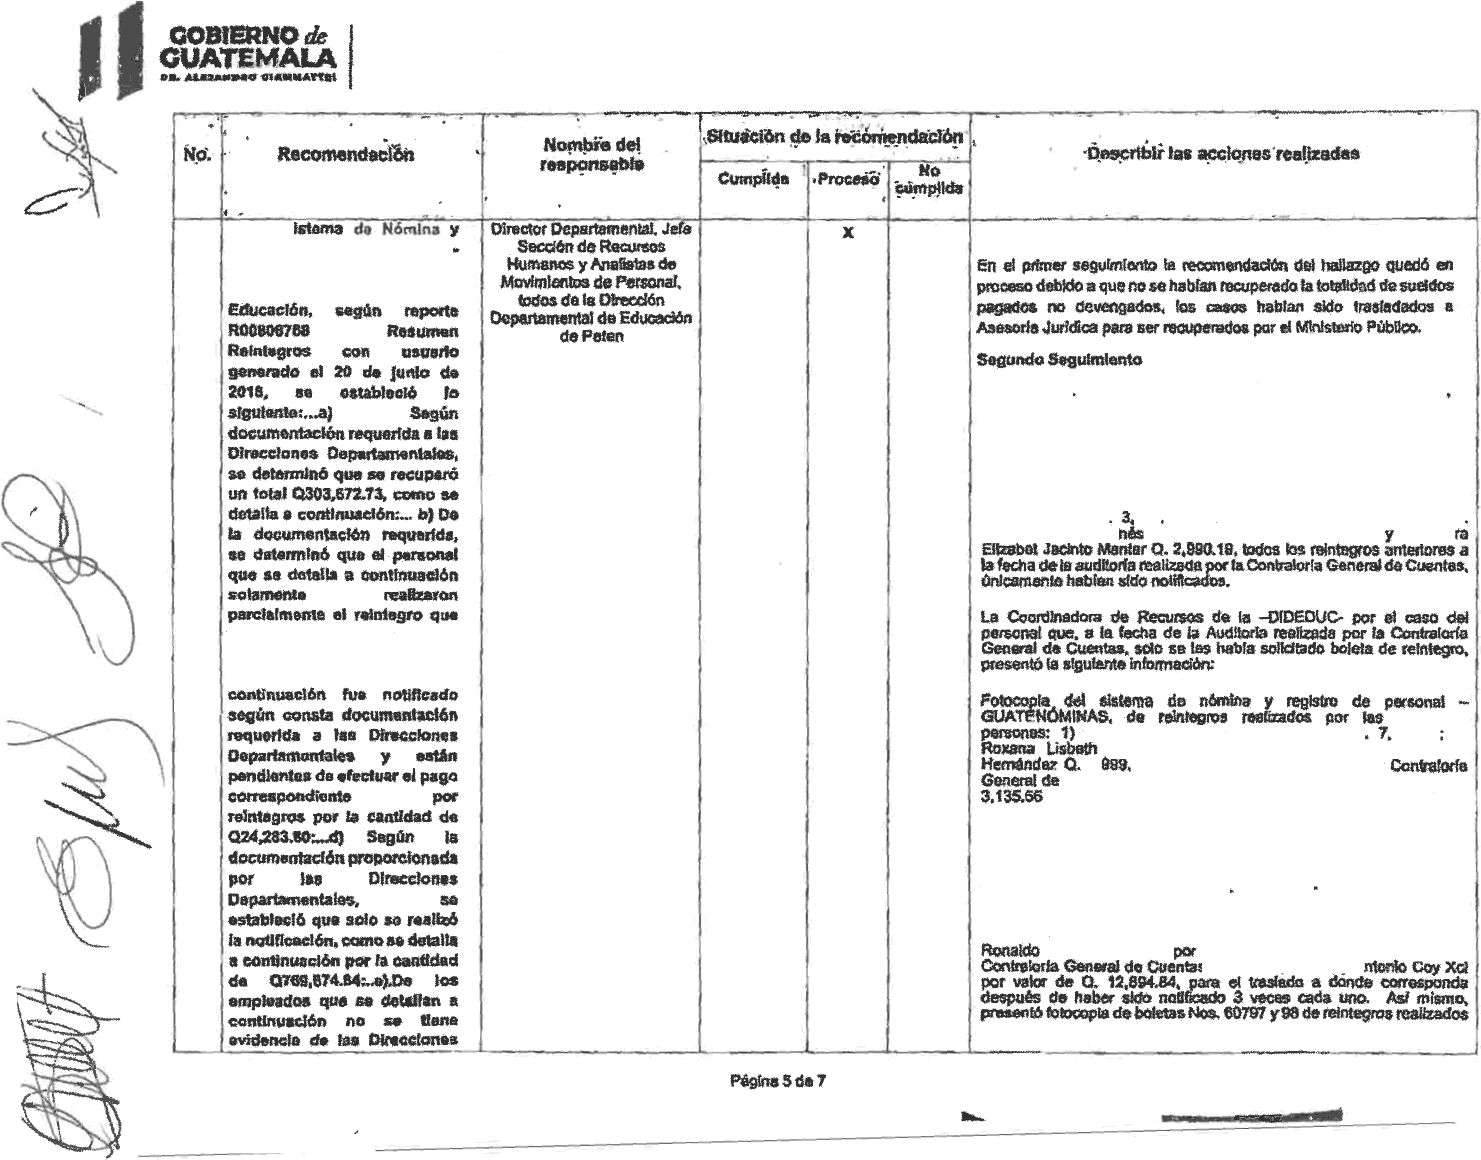 GOBIERNO de
GUATEMALA
DR. ALEJANDRO GIAMMATTEI
No.
Recomendación
Nombre del
responsable
Situación de la recomendación
Cumplida
Proceso
No
cumplida
Describir las acciones realizadas
istema de Nómina y
Educación, según reporte
R00806768 Resumen
Reintegros con usuario
generado el 20 de junio de
2018, se estableció lo
siguiente:...a) Según
documentación requerida a las
Direcciones Departamentales,
se determinó que se recuperó
un total Q303,672.73, como se
detalla a continuación:... b) De
la documentación requerida,
se determinó que el personal
que se detalla a continuación
solamente realizaron
parcialmente el reintegro que
continuación fue notificado
según consta documentación
requerida a las Direcciones
Departamentales y están
pendientes de efectuar el pago
correspondiente por
reintegros por la cantidad de
Q24,283.60:...d) Según la
documentación proporcionada
por las Direcciones
Departamentales, se
estableció que solo se realizó
la notificación, como se detalla
a continuación por la cantidad
de Q769,674.64:..e).De los
empleados que se detallan a
continuación no se tiene
evidencia de las Direcciones
Director Departamental, Jefa
Sección de Recursos
Humanos y Analistas de
Movimientos de Personal,
todos de la Dirección
Departamental de Educación
de Peten
X
En el primer seguimiento la recomendación del hallazgo quedó en
proceso debido a que no se habían recuperado la totalidad de sueldos
pagados no devengados, los casos habían sido trasladados a
Asesoría Jurídica para ser recuperados por el Ministerio Público.
Segundo Seguimiento
3,
nés y ra
Elizabet Jacinto Menter Q. 2,990.18, todos los reintegros anteriores a
la fecha de la auditoría realizada por la Contraloría General de Cuentas,
únicamente habían sido notificados.
La Coordinadora de Recursos de la –DIDEDUC- por el caso del
personal que, a la fecha de la Auditoría realizada por la Contraloría
General de Cuentas, solo se les había solicitado boleta de reintegro,
presentó la siguiente información:
Fotocopia del sistema de nómina y registro de personal –
GUATENÓMINAS, de reintegros realizados por las
personas: 1) . 7, ;
Roxana Lisbeth
Hernández Q. 989, Contraloría
General de
3,135.66
Ronaldo por
Contraloría General de Cuentas ntonio Coy Xol
por valor de Q. 12,894.84, para el traslado a donde corresponda
después de haber sido notificado 3 veces cada uno. Así mismo,
presentó fotocopia de boletas Nos. 60797 y 98 de reintegros realizados
Página 5 de 7